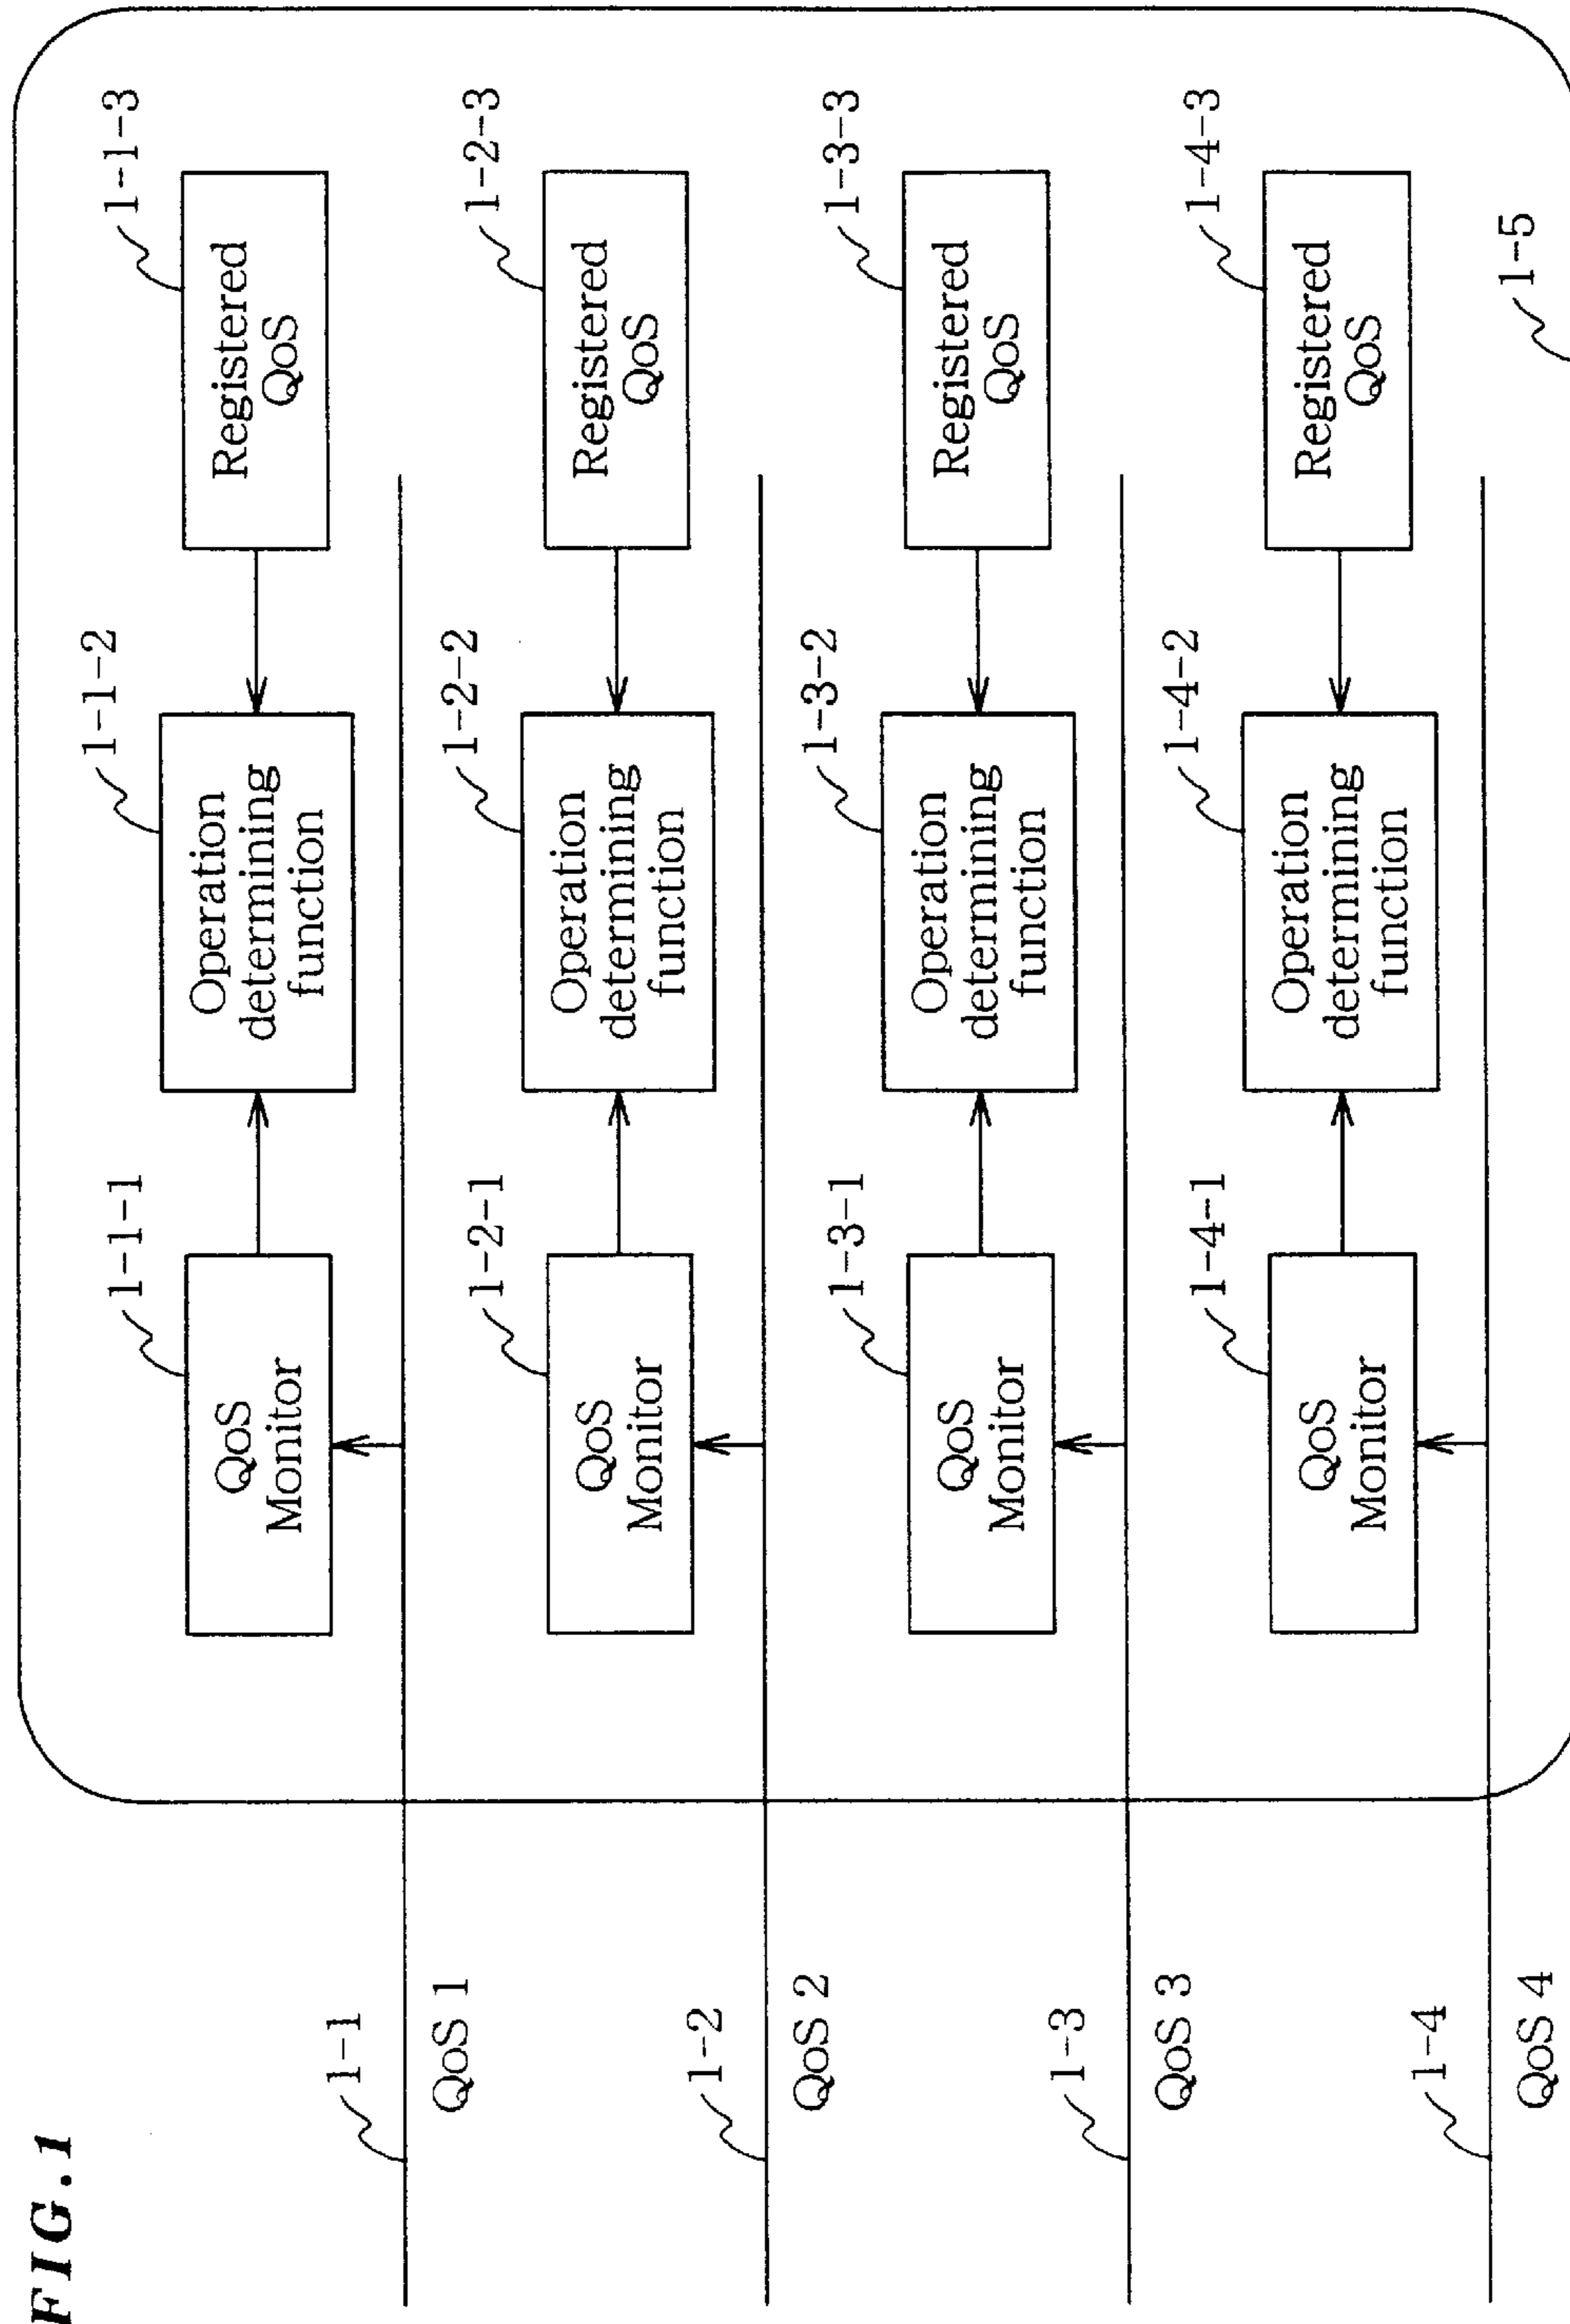 FIG.1
1-1-1
1-1-2
1-1-3
QoS
Monitor
Operation
determining
function
Registered
QoS
1-1
QoS 1
1-2-1
1-2-2
1-2-3
QoS
Monitor
Operation
determining
function
Registered
QoS
1-2
QoS 2
1-3-1
1-3-2
1-3-3
QoS
Monitor
Operation
determining
function
Registered
QoS
1-3
QoS 3
1-4-1
1-4-2
1-4-3
QoS
Monitor
Operation
determining
function
Registered
QoS
1-4
QoS 4
1-5